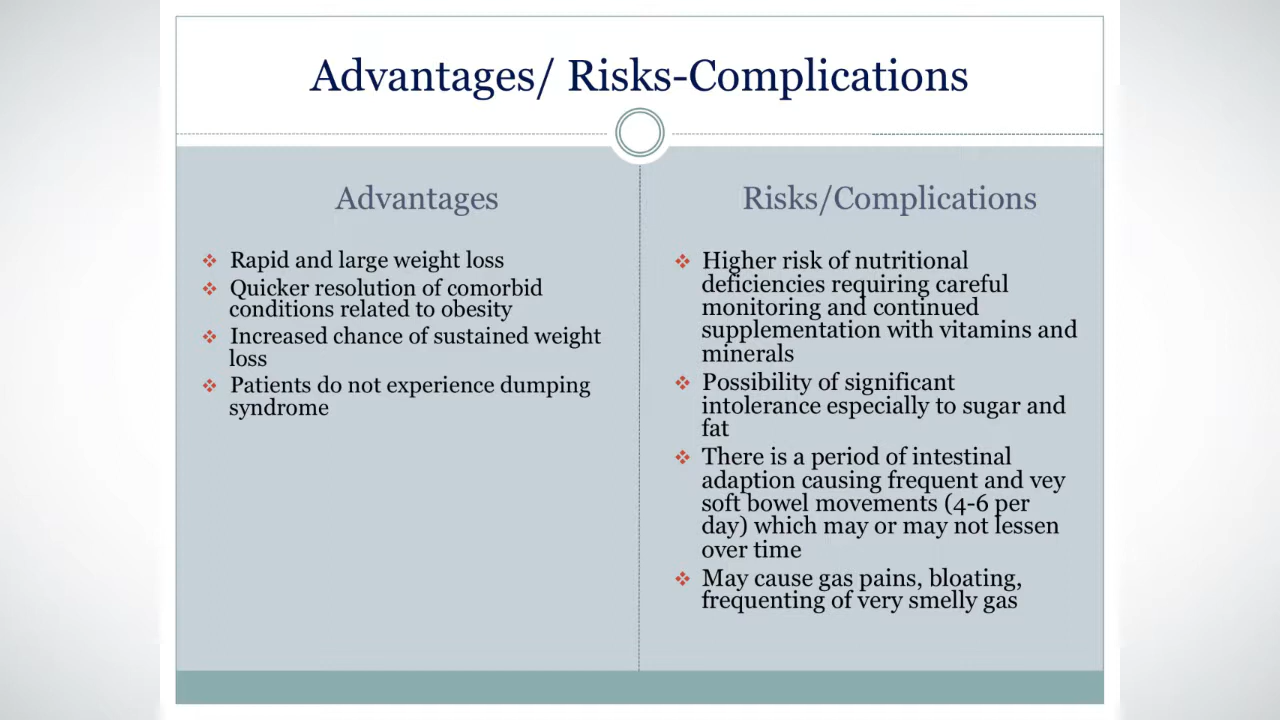 Advantages/ Risks-Complications
Advantages
Rapid and large weight loss
Quicker resolution of comorbid
conditions related to obesity
Increased chance of sustained weight
loss
Patients do not experience dumping
syndrome
Risks/Complications
Higher risk of nutritional
deficiencies requiring careful
monitoring and continued
supplementation with vitamins and
minerals
Possibility of significant
intolerance especially to sugar and
fat
There is a period of intestinal
adaption causing frequent and vey
soft bowel movements (4-6 per
day) which may or may not lessen
over time
May cause gas pains, bloating,
frequenting of very smelly gas